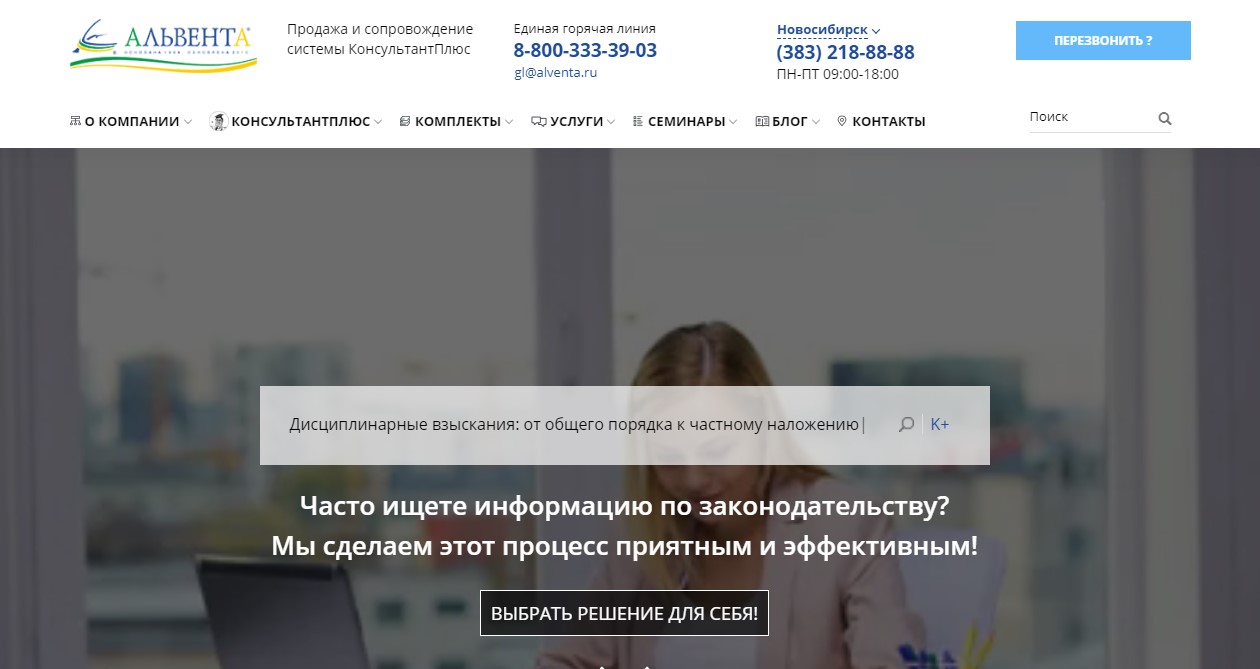 АЛЬВЕНТА
Продажа и сопровождение
системы КонсультантПлюс
Единая горячая линия
8-800-333-39-03
gl@alventa.ru
Новосибирск
(383) 218-88-88
ПН-ПТ 09:00-18:00
ПЕРЕЗВОНИТЬ ?
О КОМПАНИИ
КОНСУЛЬТАНТПЛЮС
КОМПЛЕКТЫ
УСЛУГИ
СЕМИНАРЫ
БЛОГ
КОНТАКТЫ
Поиск
Дисциплинарные взыскания: от общего порядка к частному наложению|
K+
Часто ищете информацию по законодательству?
Мы сделаем этот процесс приятным и эффективным!
ВЫБРАТЬ РЕШЕНИЕ ДЛЯ СЕБЯ!